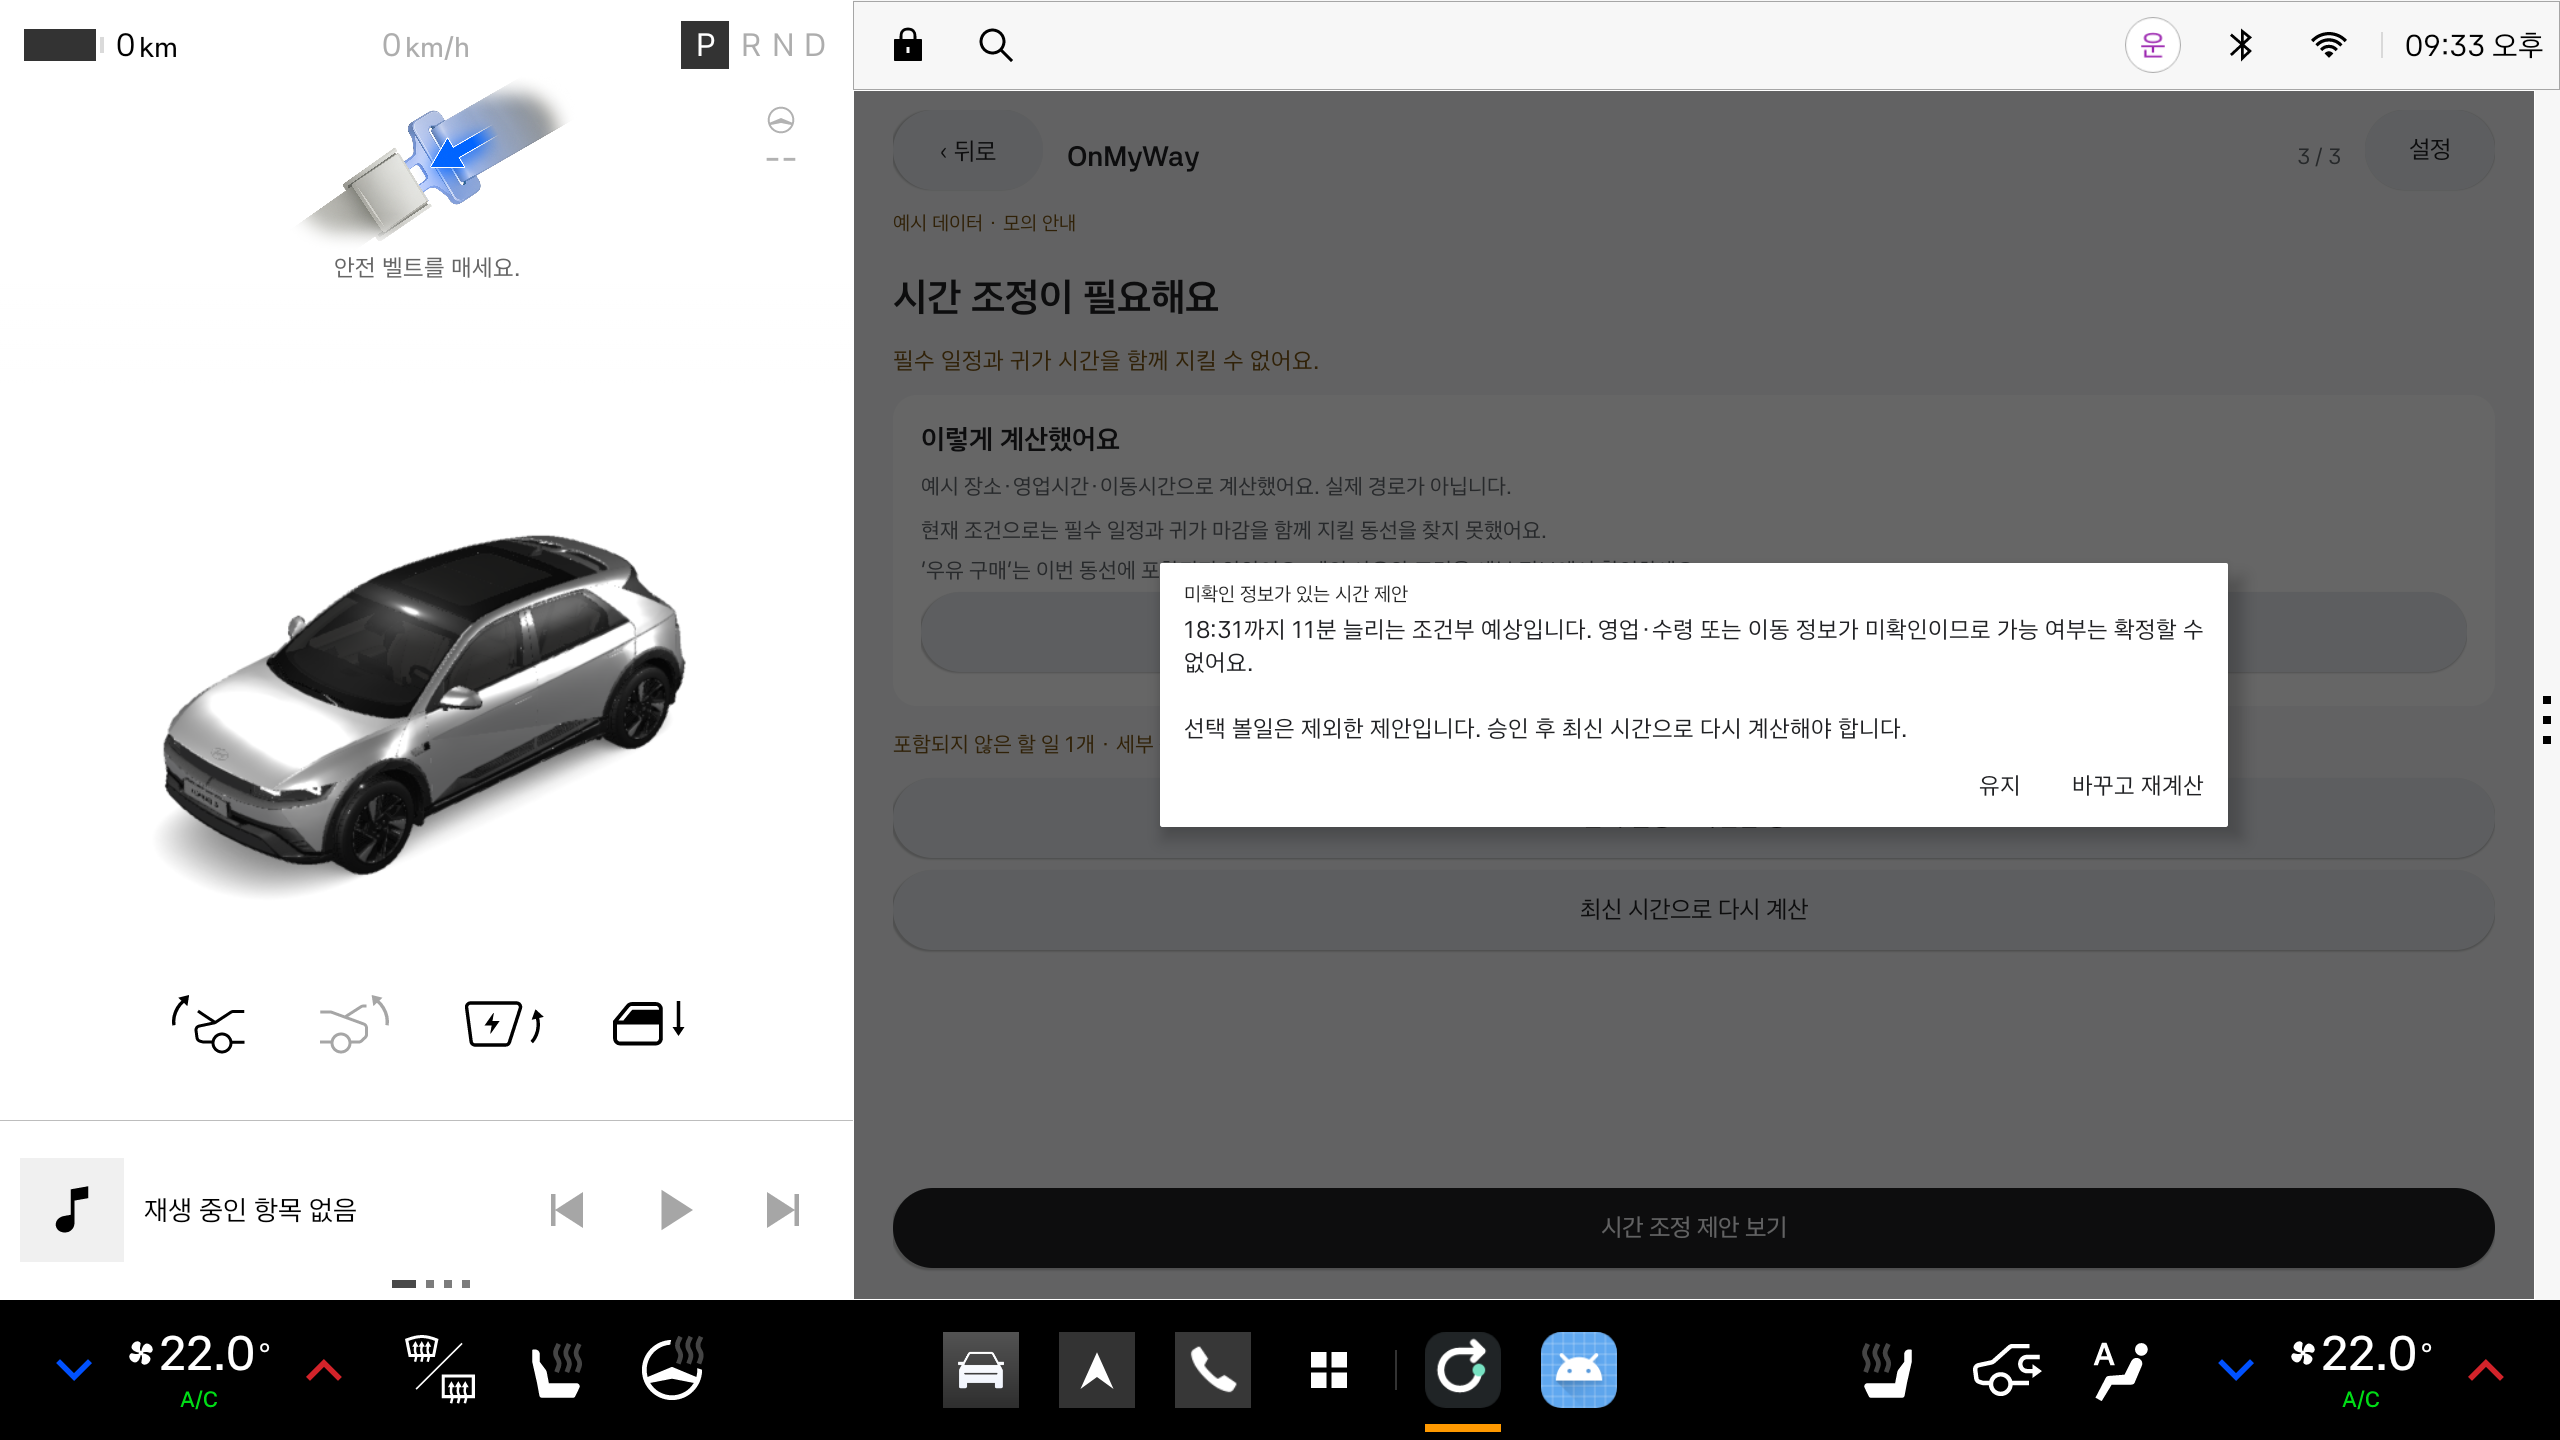 0 km
0 km/h
P R N D
안전 벨트를 매세요.
재생 중인 항목 없음
운
09:33 오후
‹ 뒤로
OnMyWay
3 / 3
설정
예시 데이터 · 모의 안내
시간 조정이 필요해요
필수 일정과 귀가 시간을 함께 지킬 수 없어요.
이렇게 계산했어요
예시 장소·영업시간·이동시간으로 계산했어요. 실제 경로가 아닙니다.
현재 조건으로는 필수 일정과 귀가 마감을 함께 지킬 동선을 찾지 못했어요.
'우유 구매'는 이번 동선에
미확인 정보가 있는 시간 제안
18:31까지 11분 늘리는 조건부 예상입니다. 영업·수령 또는 이동 정보가 미확인이므로 가능 여부는 확정할 수
없어요.
선택 볼일은 제외한 제안입니다. 승인 후 최신 시간으로 다시 계산해야 합니다.
유지
바꾸고 재계산
포함되지 않은 할 일 1개 · 세부
최신 시간으로 다시 계산
시간 조정 제안 보기
22.0°
A/C
A
22.0°
A/C